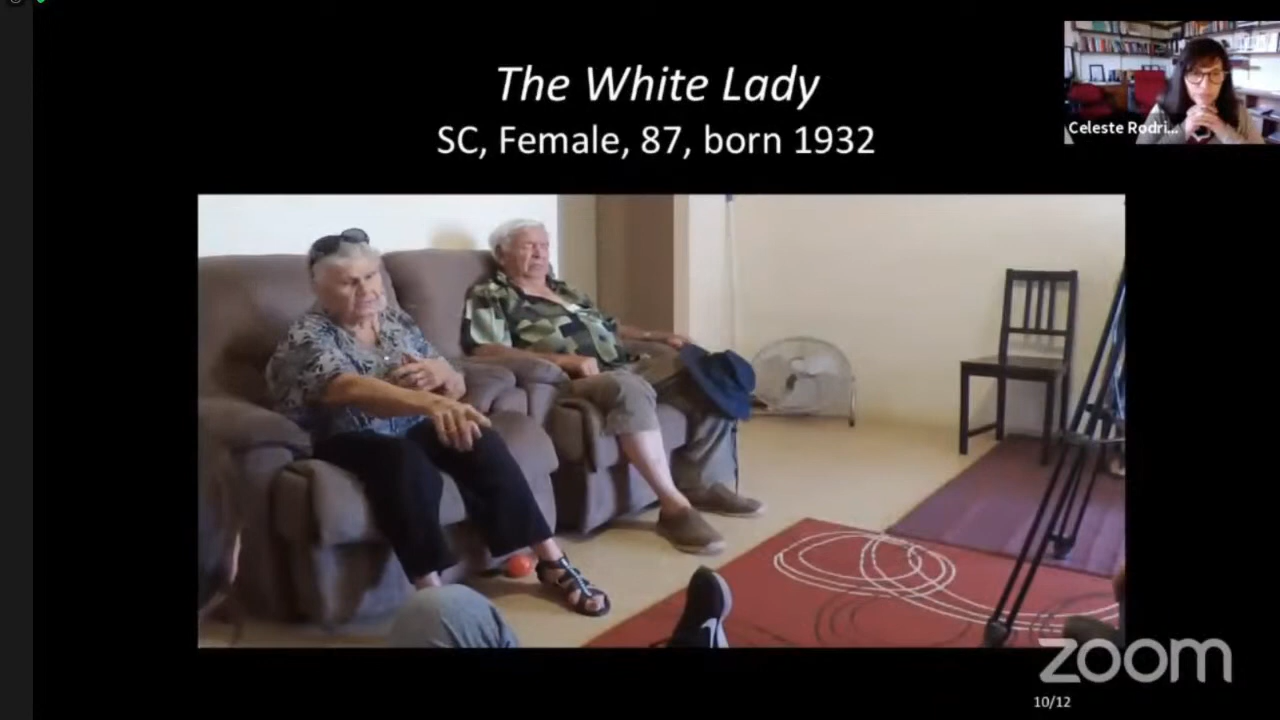 The White Lady
SC, Female, 87, born 1932
Celeste Rodri...
zoom
10/12